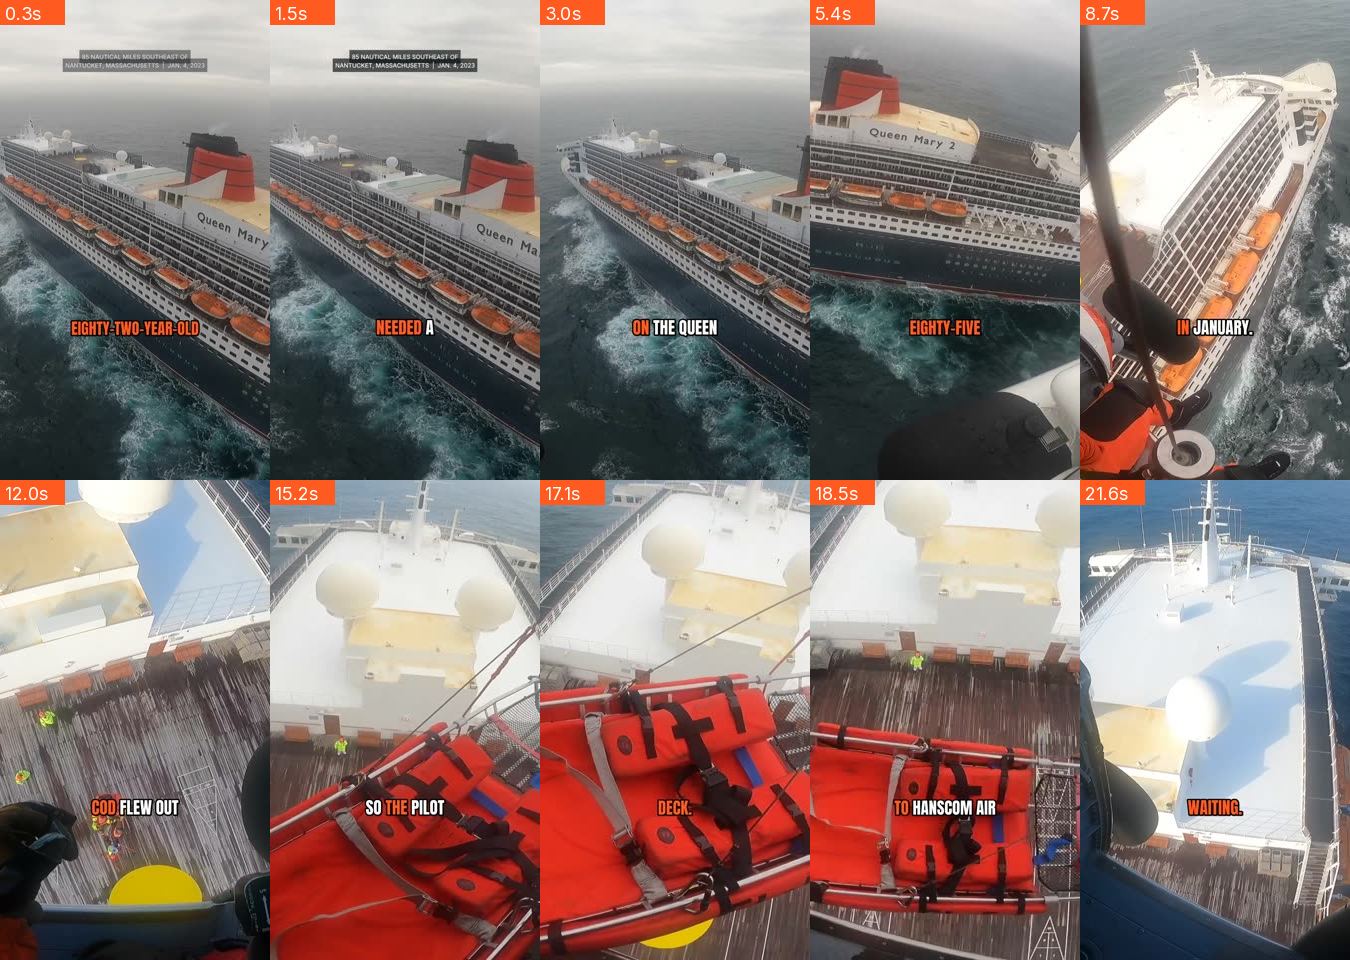 0.3s
85 NAUTICAL MILES SOUTHEAST OF
NANTUCKET, MASSACHUSETTS | JAN. 4, 2023
Queen Mary
EIGHTY-TWO-YEAR-OLD
1.5s
85 NAUTICAL MILES SOUTHEAST OF
NANTUCKET, MASSACHUSETTS | JAN. 4, 2023
Queen Ma
NEEDED A
3.0s
ON THE QUEEN
5.4s
Queen Mary 2
EIGHTY-FIVE
8.7s
IN JANUARY.
12.0s
COD FLEW OUT
15.2s
SO THE PILOT
17.1s
DECK.
18.5s
TO HANSCOM AIR
21.6s
WAITING.